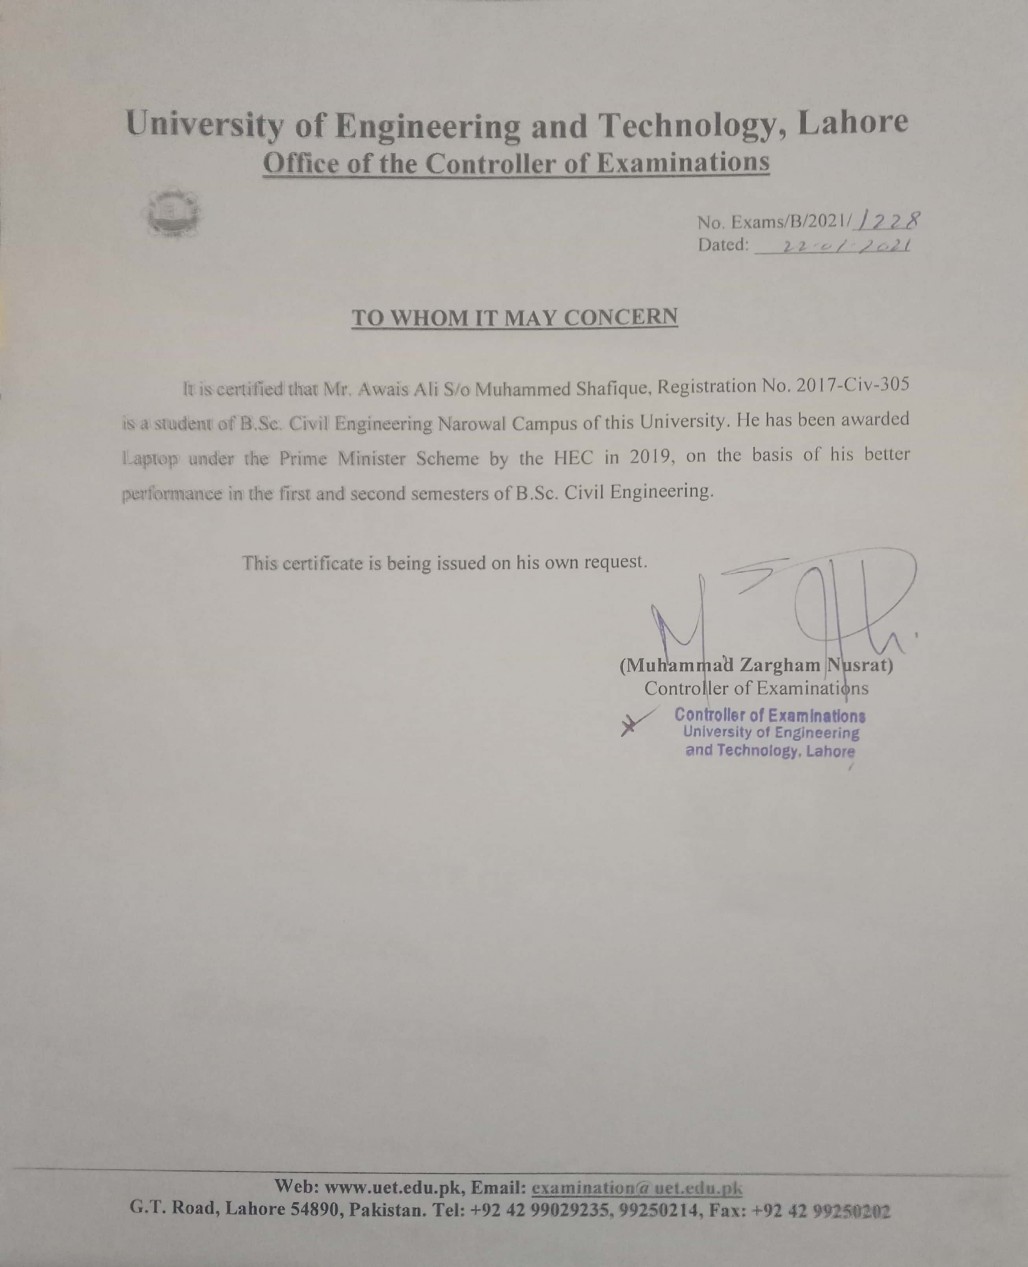 University of Engineering and Technology, Lahore
Office of the Controller of Examinations
No. Exams/B/2021/1228
Dated: 22-01-2021
TO WHOM IT MAY CONCERN
It is certified that Mr. Awais Ali S/o Muhammed Shafique, Registration No. 2017-Civ-305
is a student of B.Sc. Civil Engineering Narowal Campus of this University. He has been awarded
Laptop under the Prime Minister Scheme by the HEC in 2019, on the basis of his better
performance in the first and second semesters of B.Sc. Civil Engineering.
This certificate is being issued on his own request.
(Muhammad Zargham Nusrat)
Controller of Examinations
Controller of Examinations
University of Engineering
and Technology, Lahore
Web: www.uet.edu.pk, Email: examination@uet.edu.pk
G.T. Road, Lahore 54890, Pakistan. Tel: +92 42 99029235, 99250214, Fax: +92 42 99250202